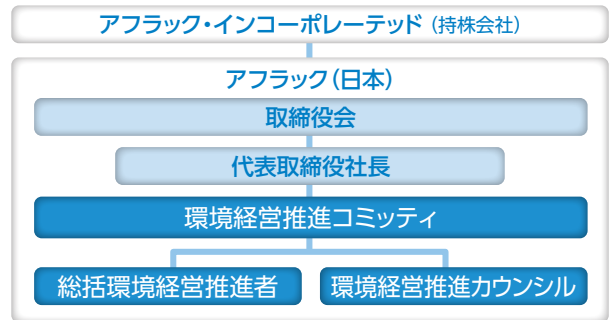 アフラック・インコーポレーテッド（持株会社）
アフラック（日本）
取締役会
代表取締役社長
環境経営推進コミッティ
総括環境経営推進者
環境経営推進カウンシル